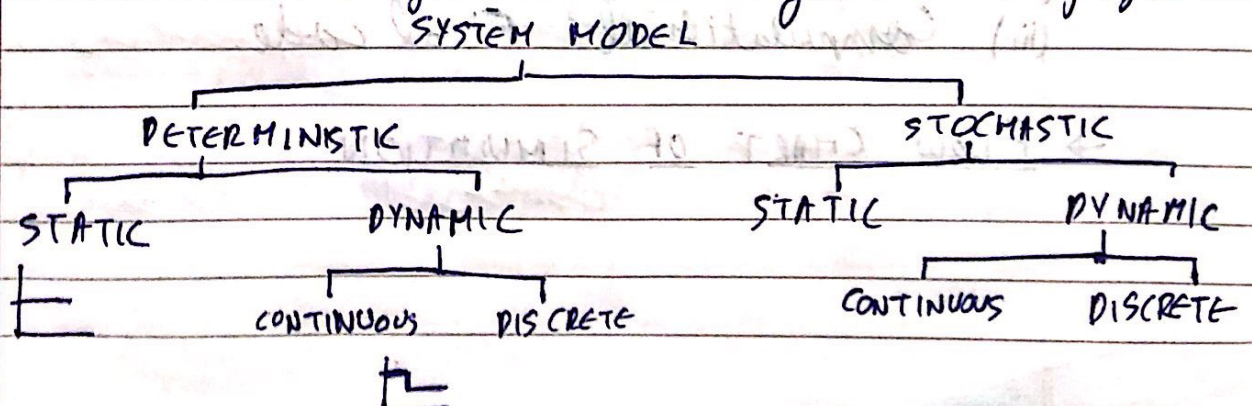 SYSTEM MODEL
DETERMINISTIC STOCHASTIC
STATIC DYNAMIC STATIC DYNAMIC
CONTINUOUS DISCRETE CONTINUOUS DISCRETE